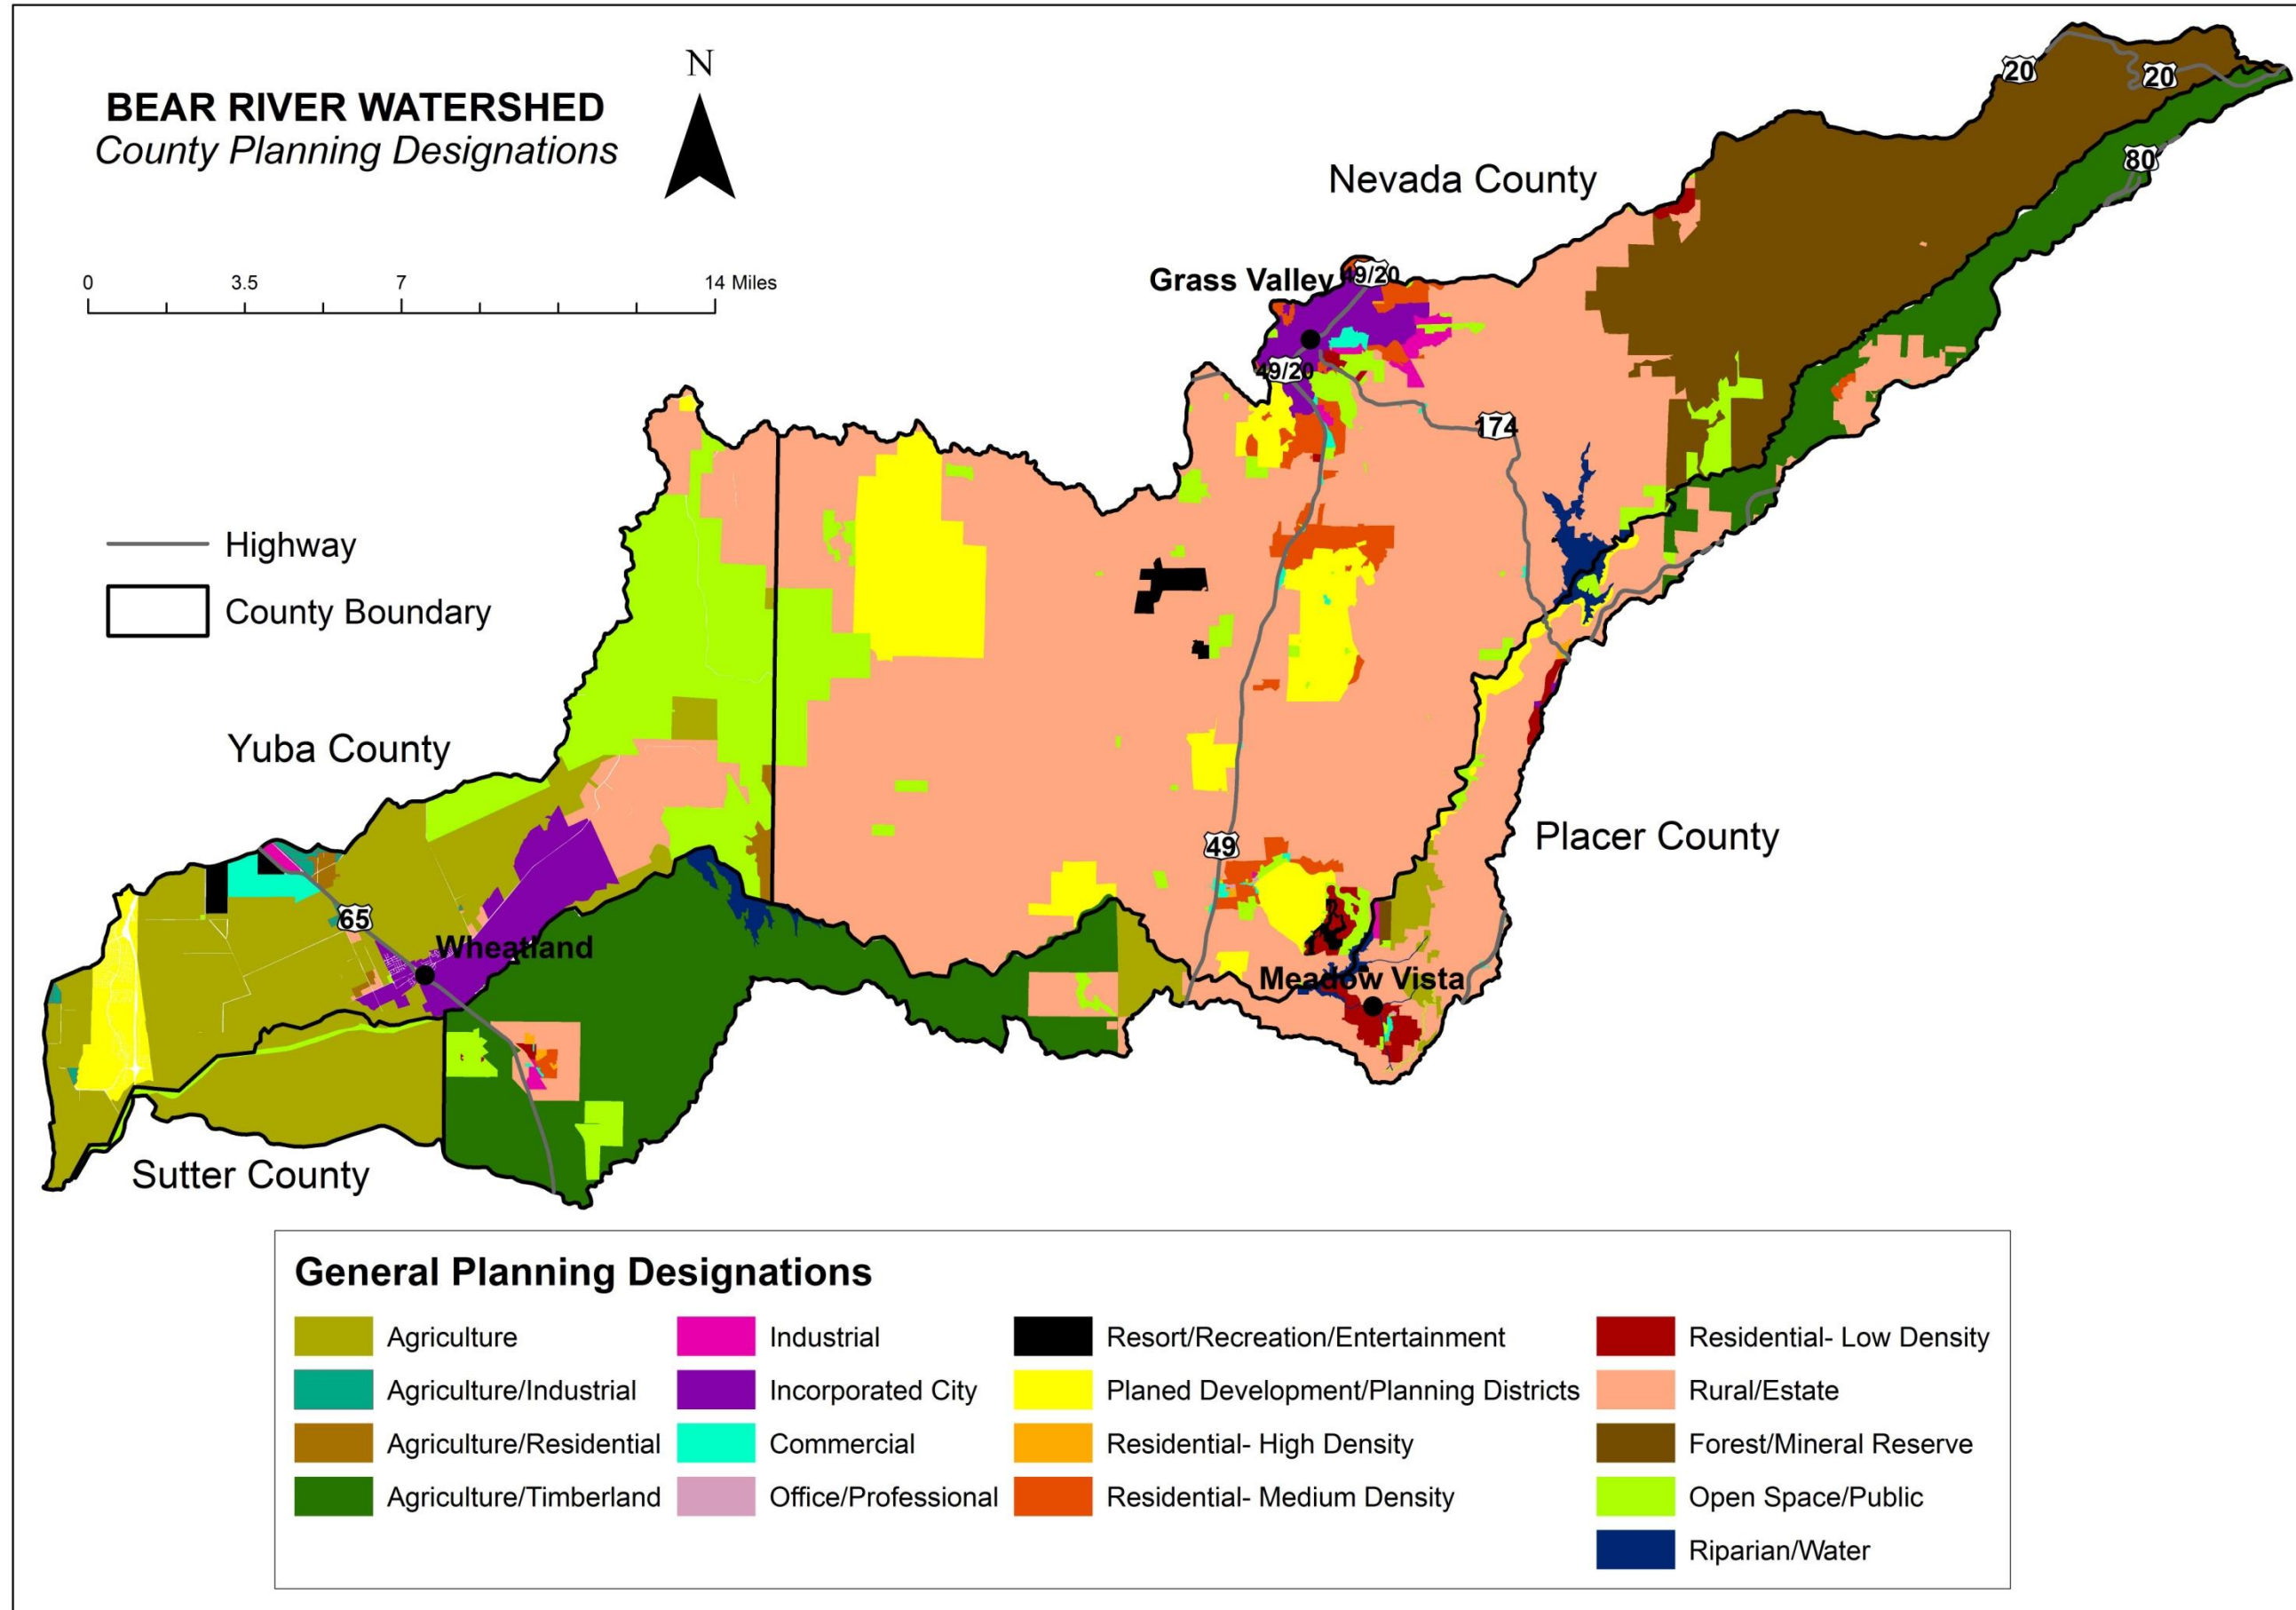 BEAR RIVER WATERSHED
County Planning Designations
N
0 3.5 7 14 Miles
Highway
County Boundary
Nevada County
20
20
80
Grass Valley
49/20
49/20
174
Yuba County
49
Placer County
65
Wheatland
Meadow Vista
Sutter County
General Planning Designations
Agriculture
Agriculture/Industrial
Agriculture/Residential
Agriculture/Timberland
Industrial
Incorporated City
Commercial
Office/Professional
Resort/Recreation/Entertainment
Planed Development/Planning Districts
Residential- High Density
Residential- Medium Density
Residential- Low Density
Rural/Estate
Forest/Mineral Reserve
Open Space/Public
Riparian/Water